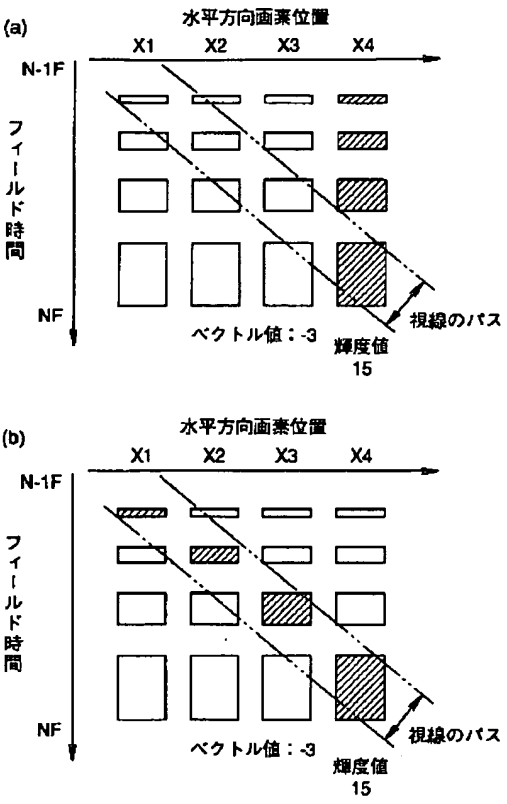 (a)
水平方向画素位置
X1 X2 X3 X4
N-1F
フィールド時間
NF
ベクトル値：-3
輝度値
15
視線のパス
(b)
水平方向画素位置
X1 X2 X3 X4
N-1F
フィールド時間
NF
ベクトル値：-3
輝度値
15
視線のパス